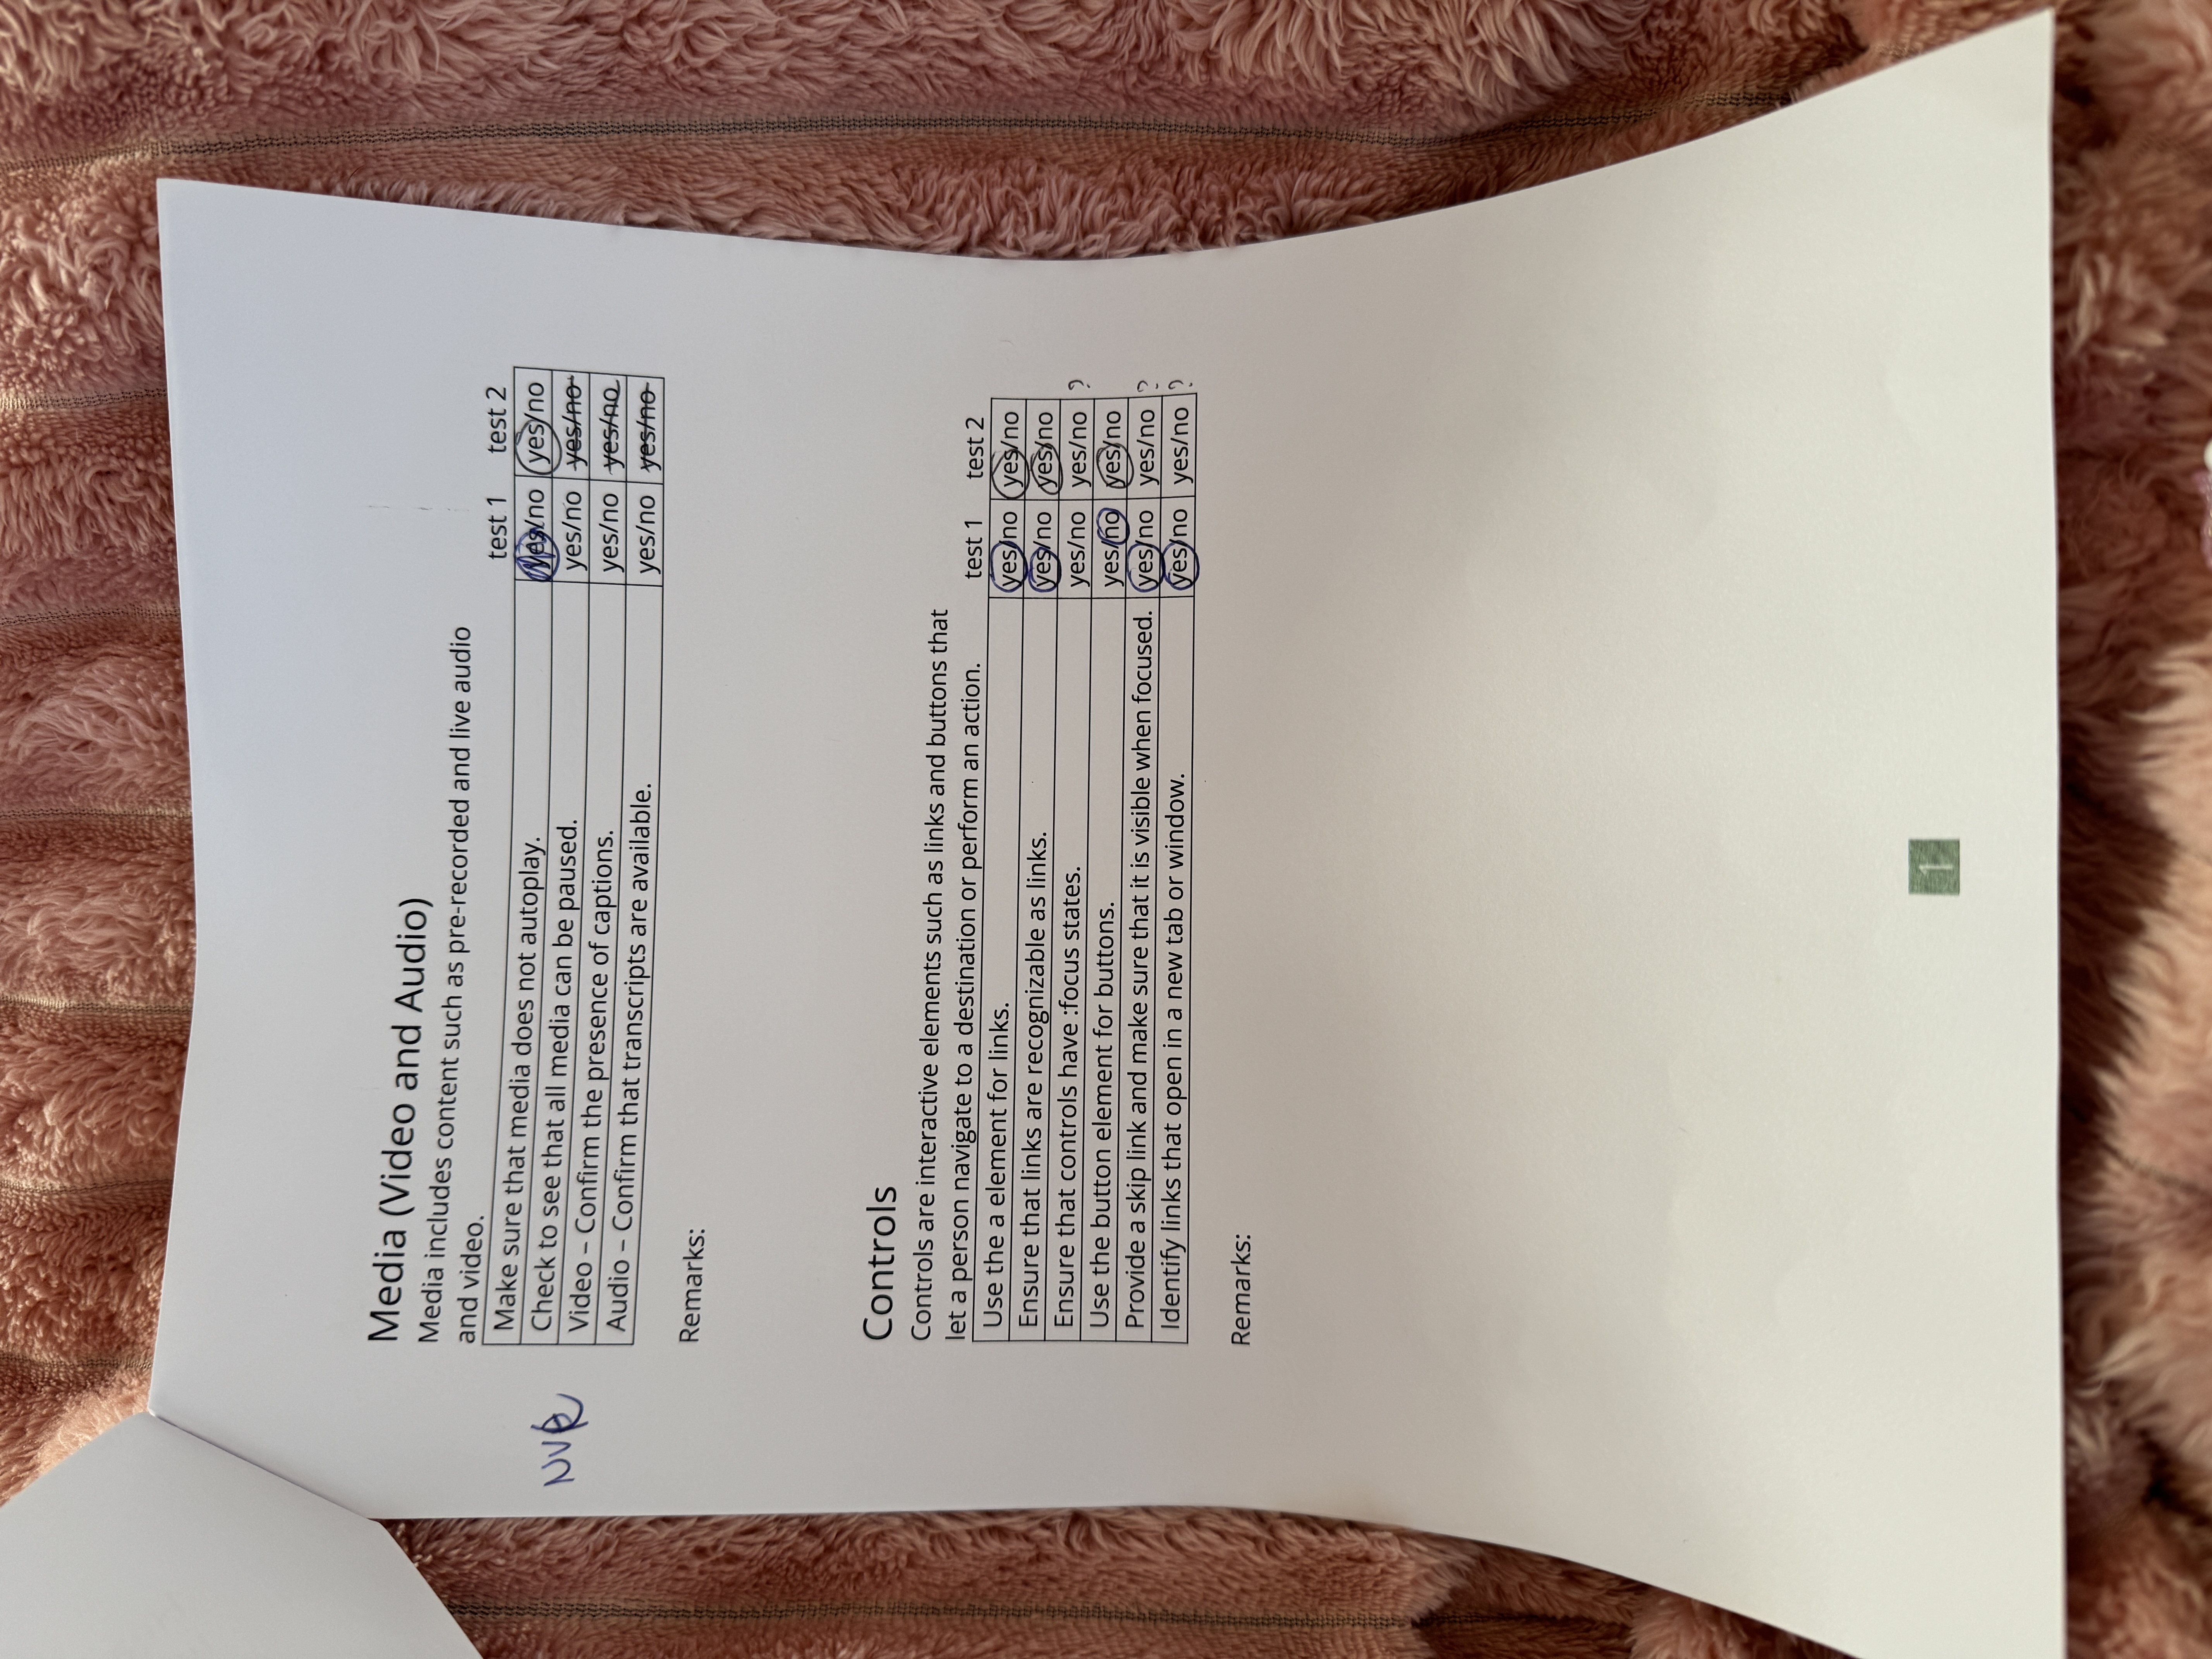 Media (Video and Audio)
Media includes content such as pre-recorded and live audio
and video.
test 1 test 2
Make sure that media does not autoplay. yes/no yes/no
Check to see that all media can be paused. yes/no yes/no
Video – Confirm the presence of captions. yes/no yes/no
Audio – Confirm that transcripts are available. yes/no yes/no
Remarks:
Controls
Controls are interactive elements such as links and buttons that
let a person navigate to a destination or perform an action.
test 1 test 2
Use the a element for links. yes/no yes/no
Ensure that links are recognizable as links. yes/no yes/no
Ensure that controls have :focus states. yes/no yes/no ?
Use the button element for buttons. yes/no yes/no
Provide a skip link and make sure that it is visible when focused. yes/no yes/no ?
Identify links that open in a new tab or window. yes/no yes/no ?
Remarks:
1